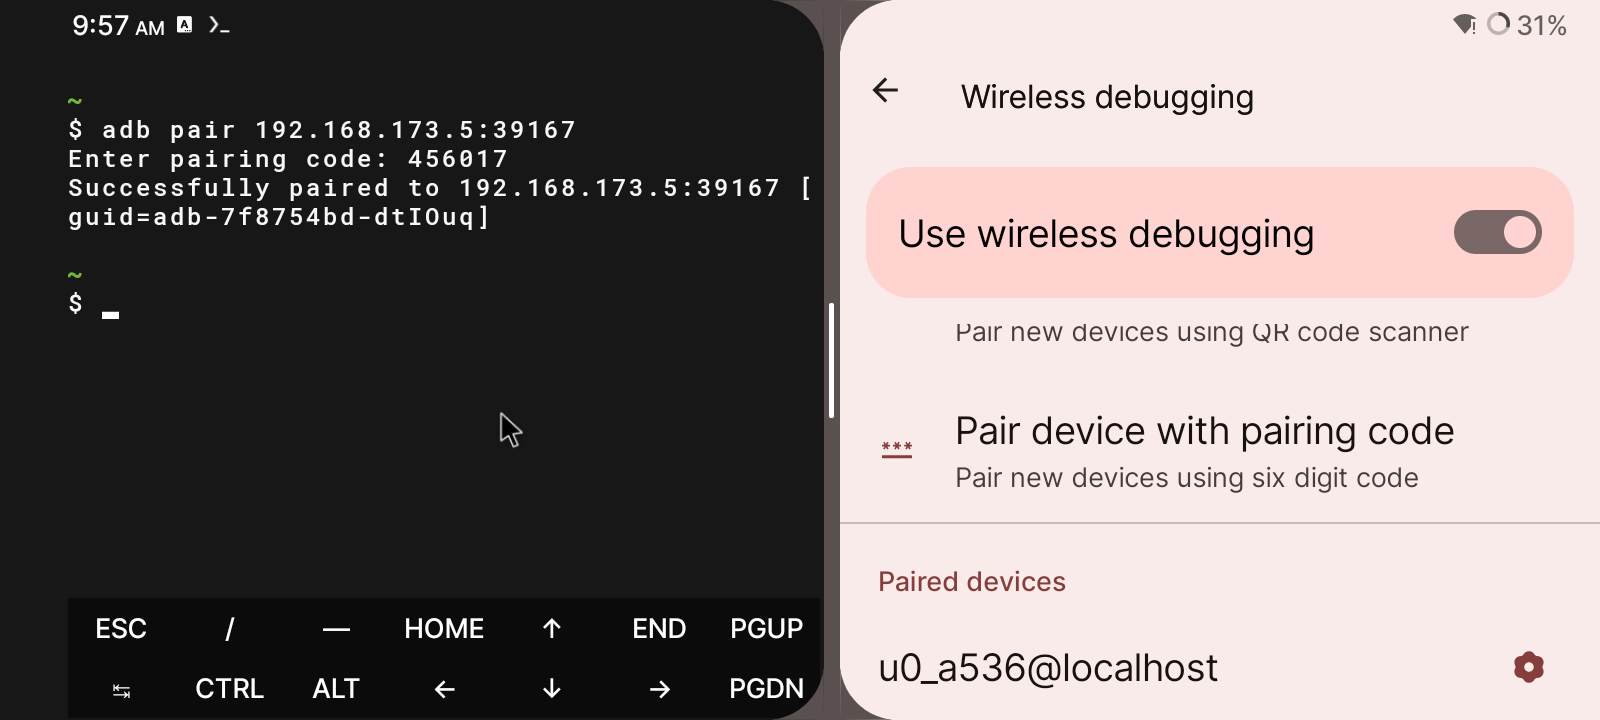 9:57 AM
~
$ adb pair 192.168.173.5:39167
Enter pairing code: 456017
Successfully paired to 192.168.173.5:39167 [
guid=adb-7f8754bd-dtIOuq]
~
$
ESC / — HOME ↑ END PGUP
↹ CTRL ALT ← ↓ → PGDN
31%
Wireless debugging
Use wireless debugging
Pair new devices using QR code scanner
Pair device with pairing code
Pair new devices using six digit code
Paired devices
u0_a536@localhost